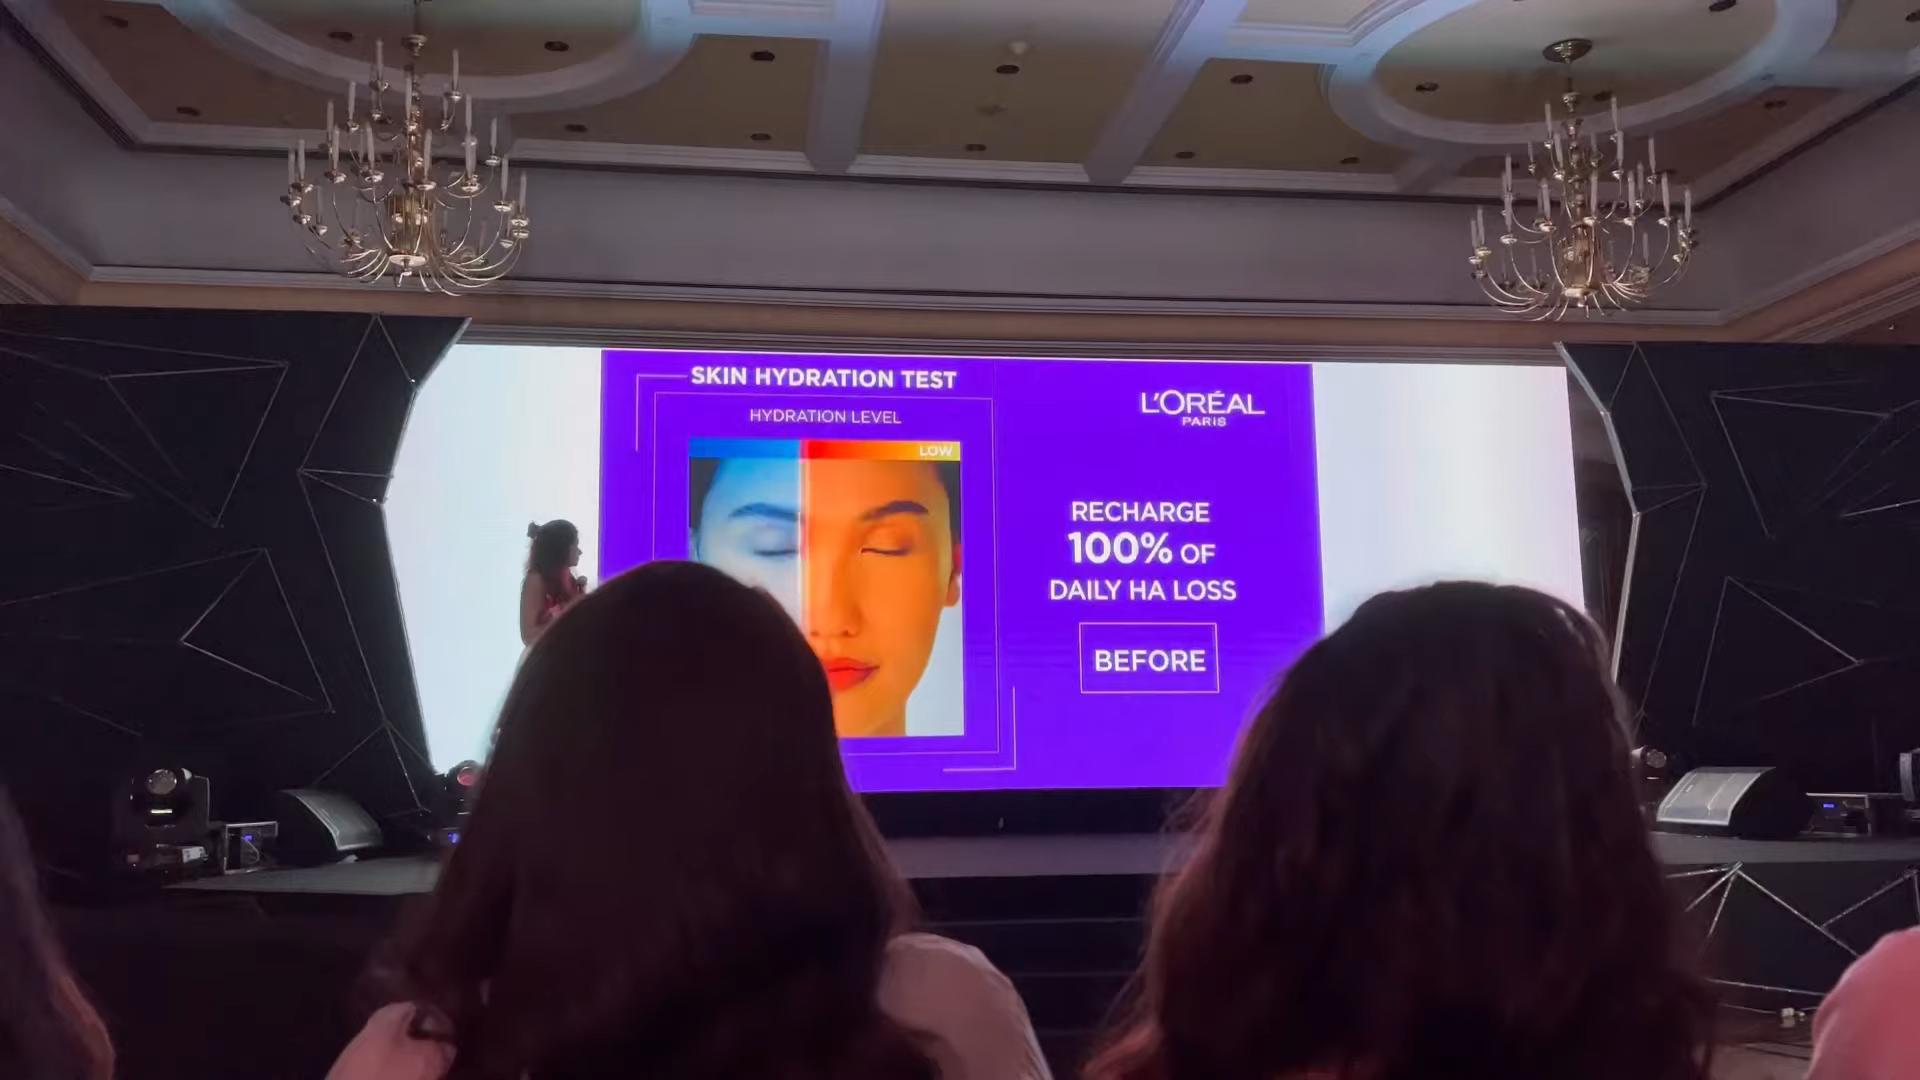 SKIN HYDRATION TEST
HYDRATION LEVEL
LOW
L'ORÉAL
PARIS
RECHARGE
100% OF
DAILY HA LOSS
BEFORE